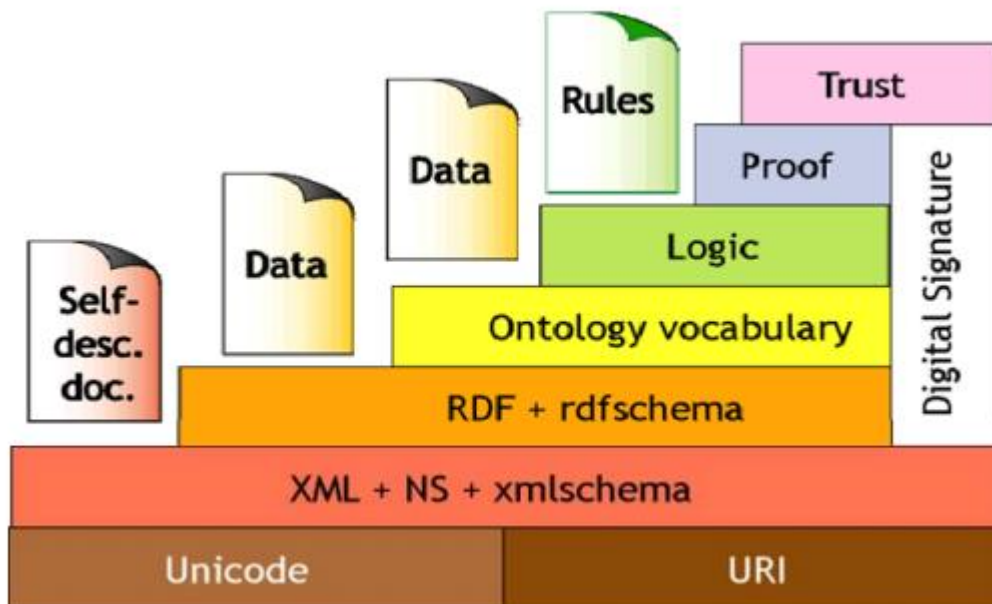 Rules
Trust
Data
Proof
Data
Logic
Self-
desc.
doc.
Ontology vocabulary
Digital Signature
RDF + rdfschema
XML + NS + xmlschema
Unicode
URI